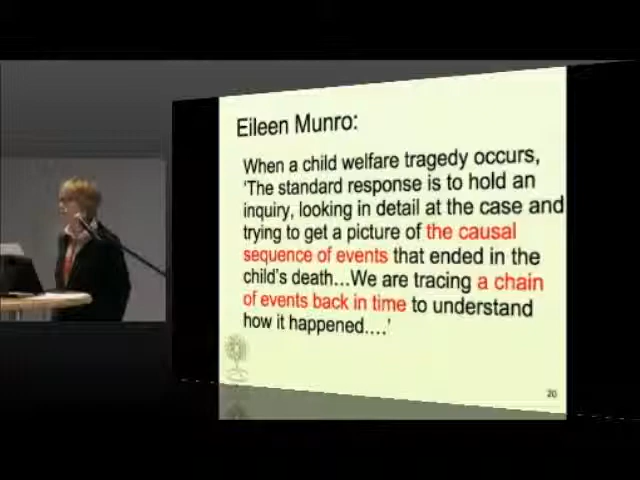 Eileen Munro:
When a child welfare tragedy occurs,
'The standard response is to hold an
inquiry, looking in detail at the case and
trying to get a picture of the causal
sequence of events that ended in the
child's death...We are tracing a chain
of events back in time to understand
how it happened....'
20